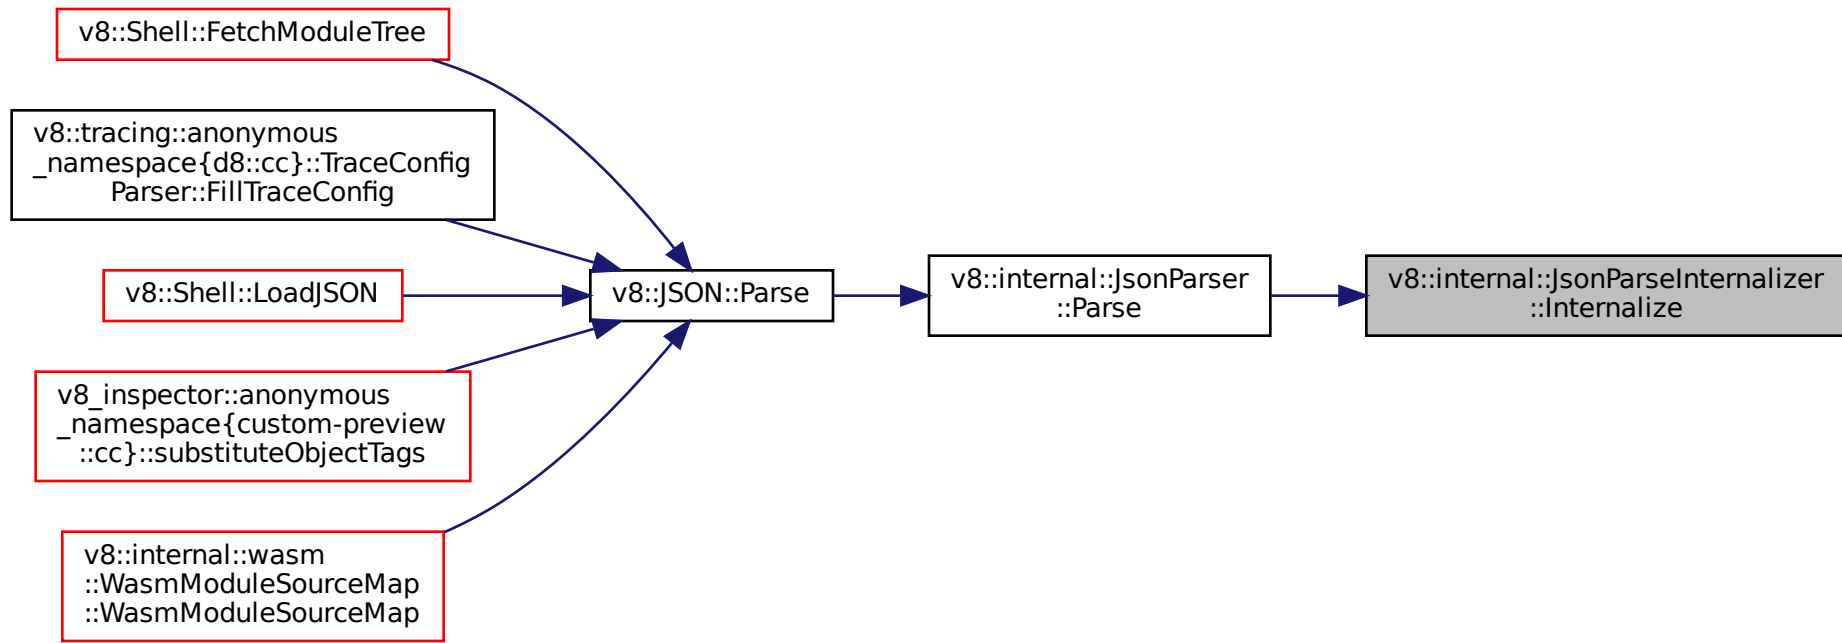 v8::Shell::FetchModuleTree
v8::tracing::anonymous
_namespace{d8::cc}::TraceConfig
Parser::FillTraceConfig
v8::Shell::LoadJSON
v8_inspector::anonymous
_namespace{custom-preview
::cc}::substituteObjectTags
v8::internal::wasm
::WasmModuleSourceMap
::WasmModuleSourceMap
v8::JSON::Parse
v8::internal::JsonParser
::Parse
v8::internal::JsonParseInternalizer
::Internalize